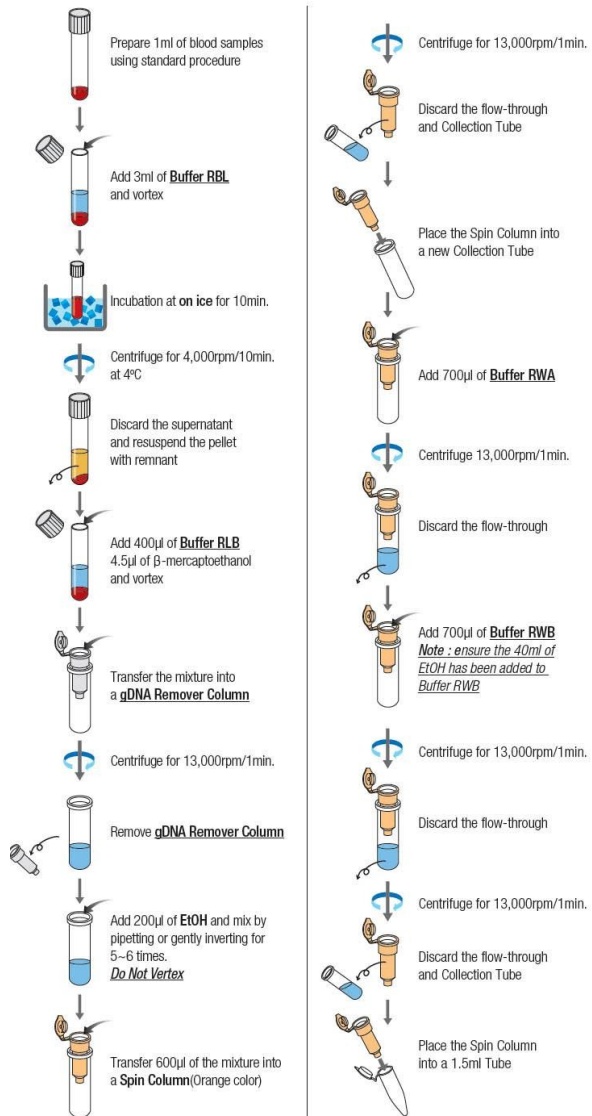 Prepare 1ml of blood samples
using standard procedure
Add 3ml of Buffer RBL
and vortex
Incubation at on ice for 10min.
Centrifuge for 4,000rpm/10min.
at 4ºC
Discard the supernatant
and resuspend the pellet
with remnant
Add 400µl of Buffer RLB
4.5µl of β-mercaptoethanol
and vortex
Transfer the mixture into
a gDNA Remover Column
Centrifuge for 13,000rpm/1min.
Remove gDNA Remover Column
Add 200µl of EtOH and mix by
pipetting or gently inverting for
5~6 times.
Do Not Vertex
Transfer 600µl of the mixture into
a Spin Column(Orange color)
Centrifuge for 13,000rpm/1min.
Discard the flow-through
and Collection Tube
Place the Spin Column into
a new Collection Tube
Add 700µl of Buffer RWA
Centrifuge 13,000rpm/1min.
Discard the flow-through
Add 700µl of Buffer RWB
Note : ensure the 40ml of
EtOH has been added to
Buffer RWB
Centrifuge for 13,000rpm/1min.
Discard the flow-through
Centrifuge for 13,000rpm/1min.
Discard the flow-through
and Collection Tube
Place the Spin Column
into a 1.5ml Tube